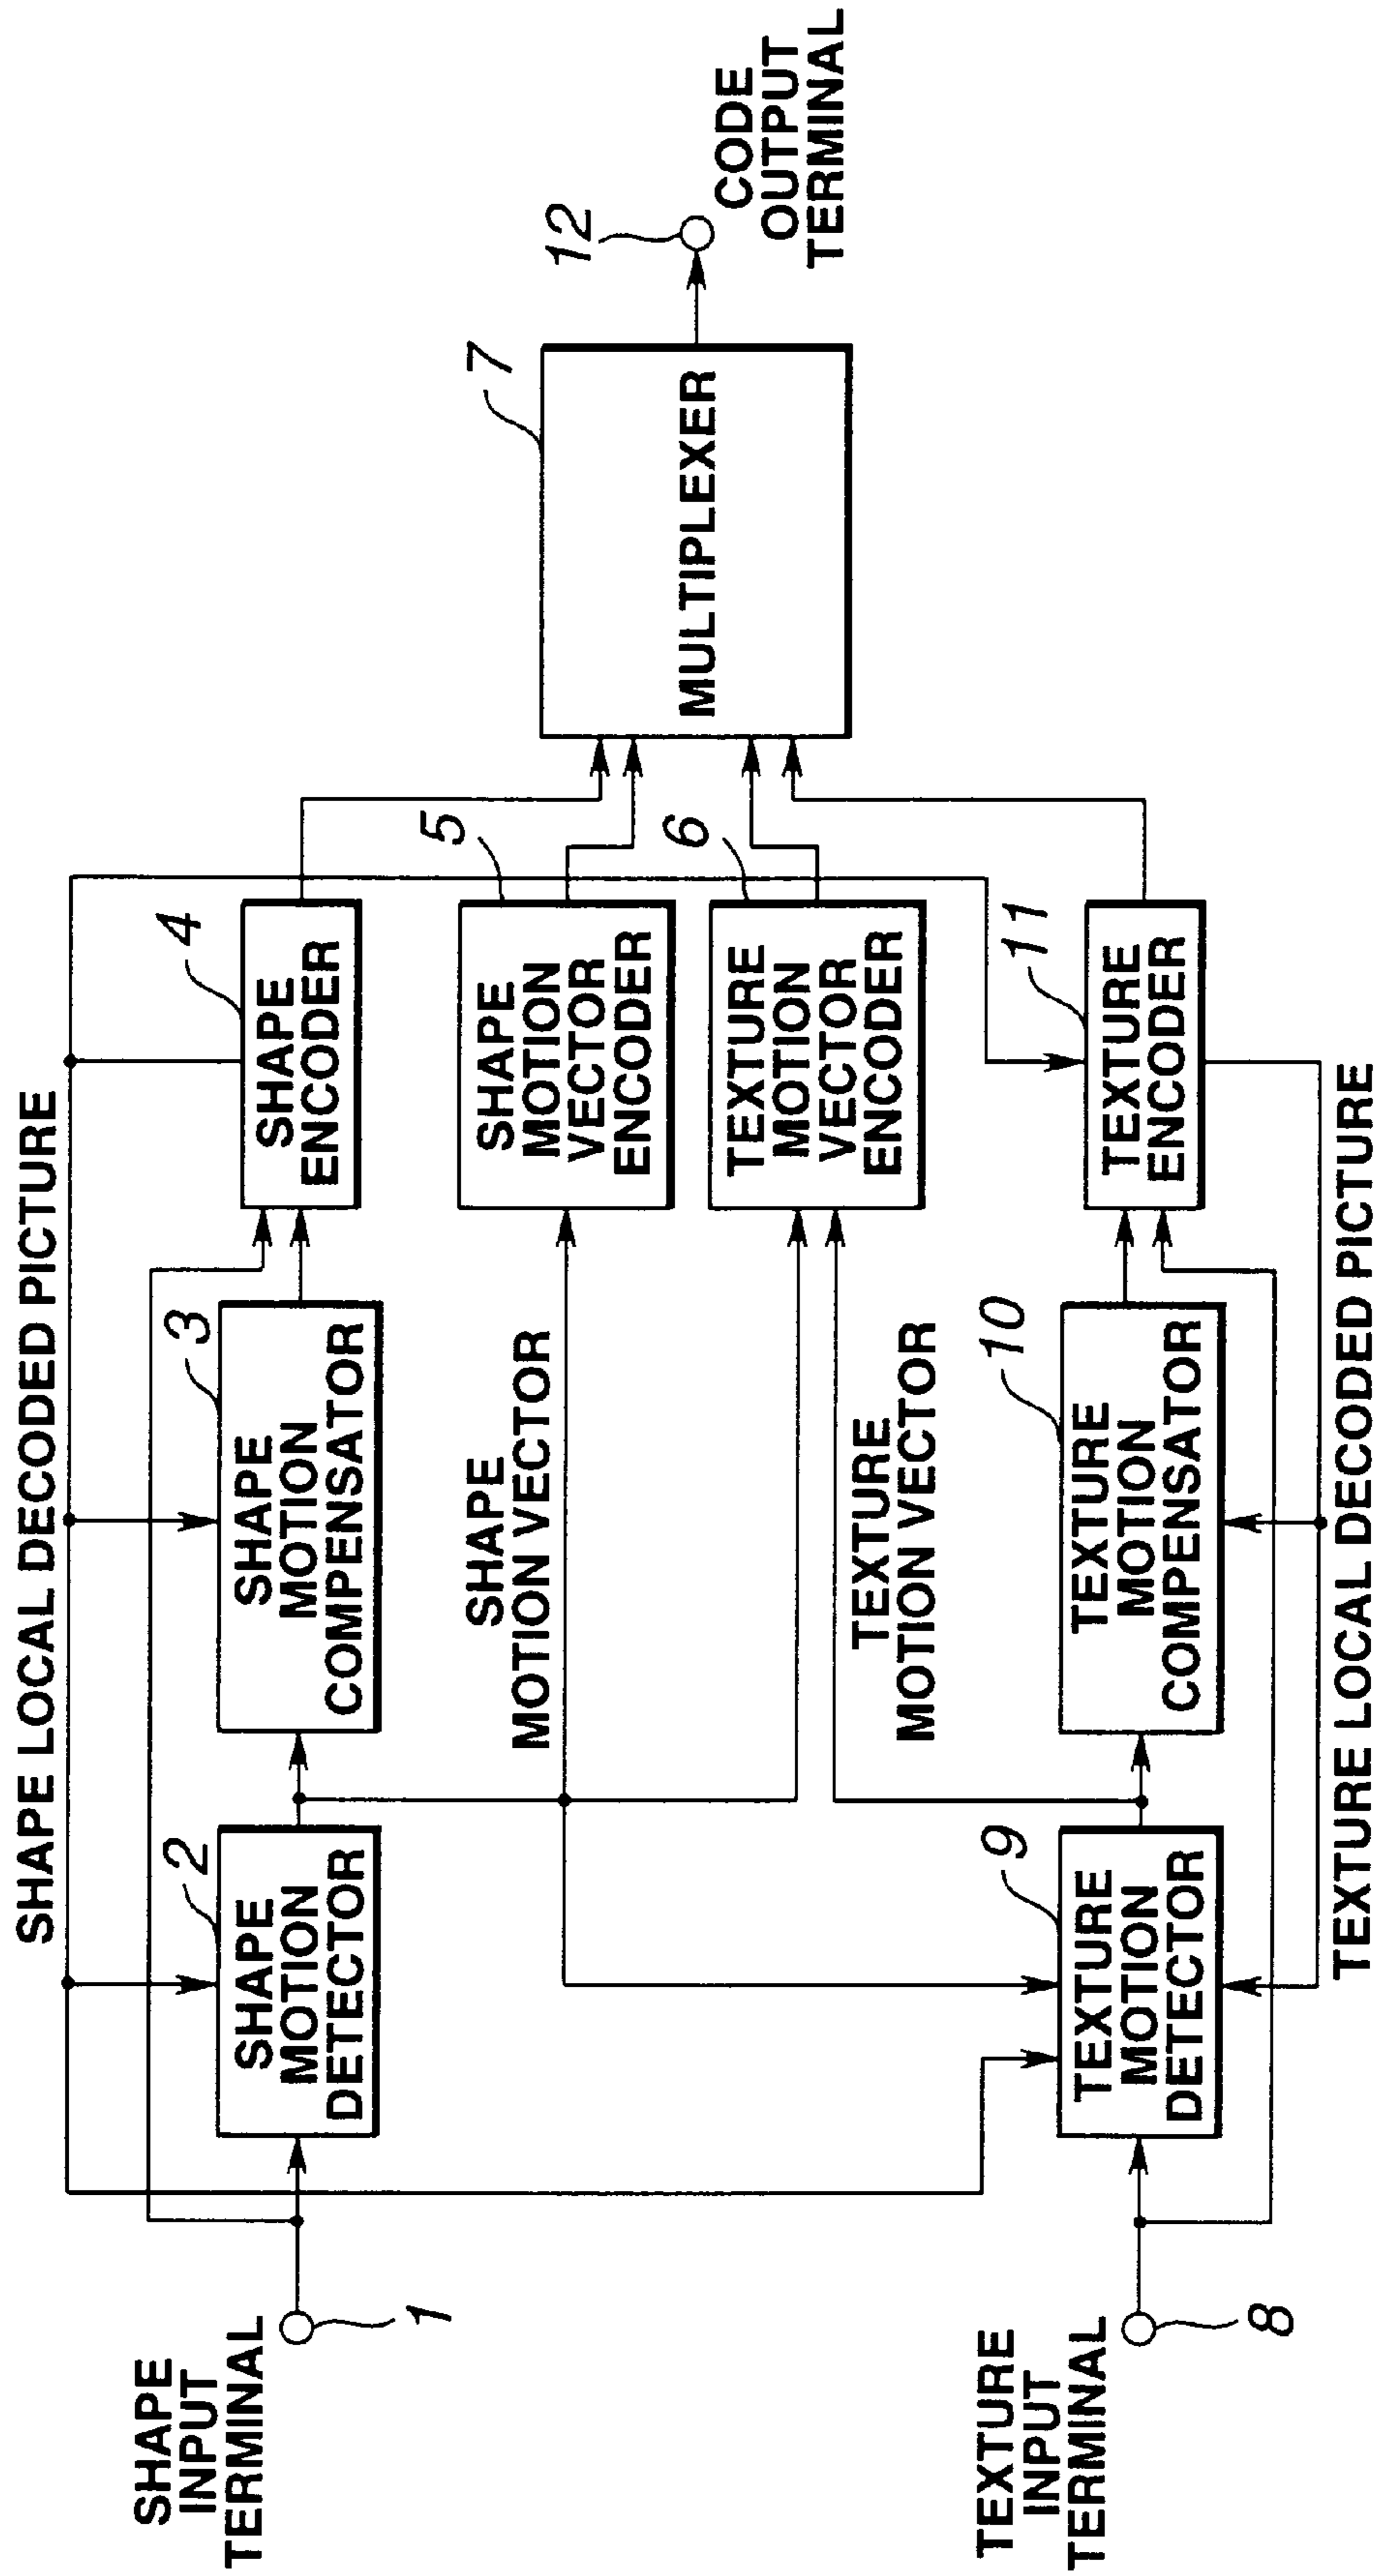 SHAPE LOCAL DECODED PICTURE
SHAPE
INPUT
TERMINAL
1
2
SHAPE
MOTION
DETECTOR
3
SHAPE
MOTION
COMPENSATOR
4
SHAPE
ENCODER
SHAPE
MOTION VECTOR
5
SHAPE
MOTION
VECTOR
ENCODER
6
TEXTURE
MOTION
VECTOR
ENCODER
7
MULTIPLEXER
12
CODE
OUTPUT
TERMINAL
TEXTURE
MOTION VECTOR
TEXTURE
INPUT
TERMINAL
8
9
TEXTURE
MOTION
DETECTOR
10
TEXTURE
MOTION
COMPENSATOR
11
TEXTURE
ENCODER
TEXTURE LOCAL DECODED PICTURE